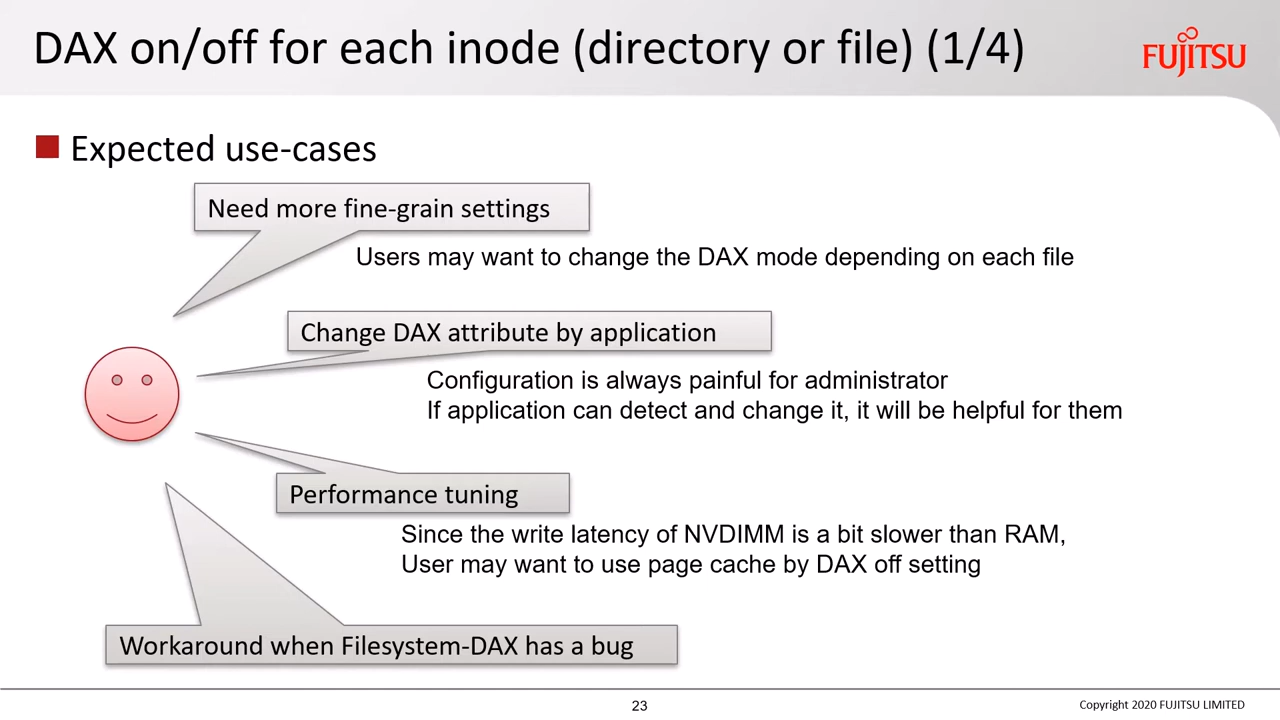 DAX on/off for each inode (directory or file) (1/4)
FUJITSU
Expected use-cases
Need more fine-grain settings
Users may want to change the DAX mode depending on each file
Change DAX attribute by application
Configuration is always painful for administrator
If application can detect and change it, it will be helpful for them
Performance tuning
Since the write latency of NVDIMM is a bit slower than RAM,
User may want to use page cache by DAX off setting
Workaround when Filesystem-DAX has a bug
23
Copyright 2020 FUJITSU LIMITED